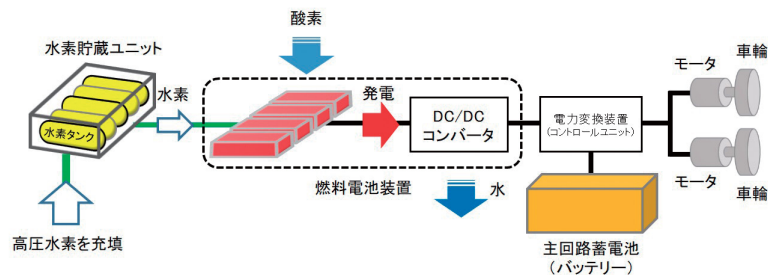 酸素
水素貯蔵ユニット
水素
水素タンク
高圧水素を充填
発電
DC/DC
コンバータ
燃料電池装置
水
電力変換装置
(コントロールユニット)
主回路蓄電池
(バッテリー)
モータ
車輪
モータ
車輪